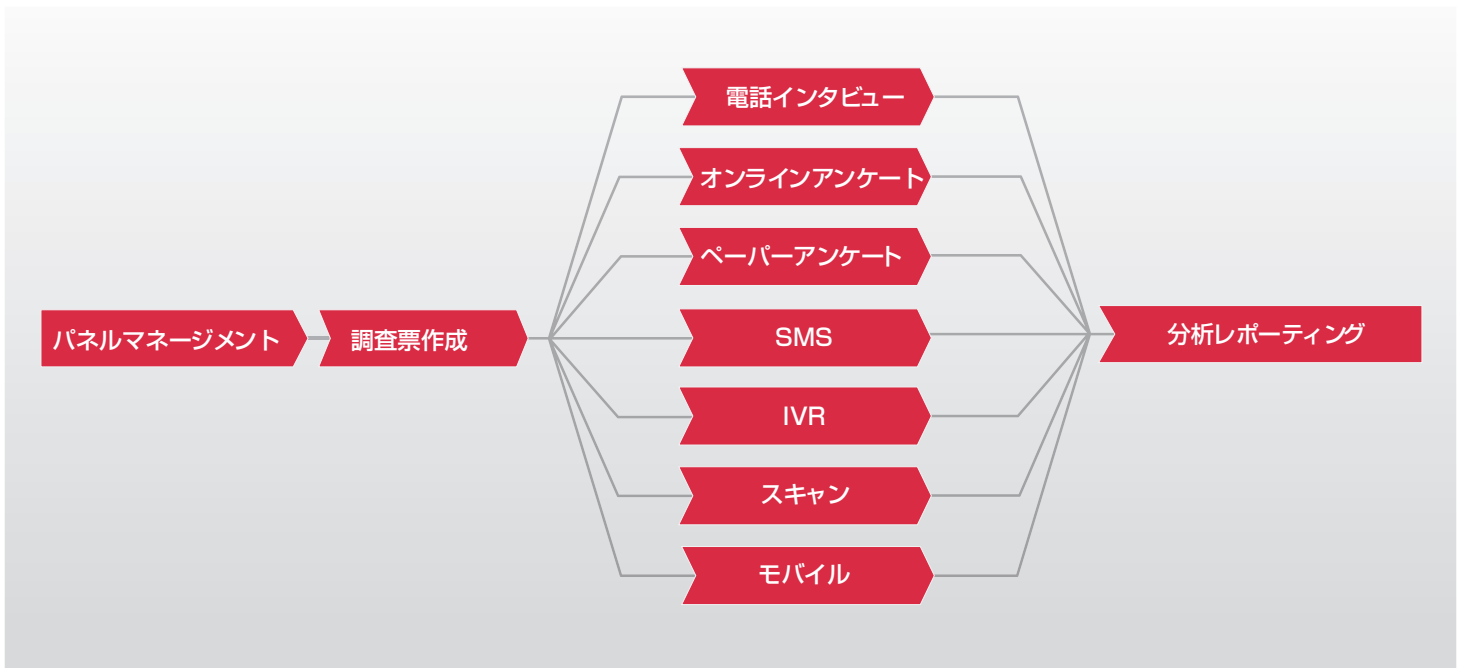 パネルマネージメント
調査票作成
電話インタビュー
オンラインアンケート
ペーパーアンケート
SMS
IVR
スキャン
モバイル
分析レポーティング